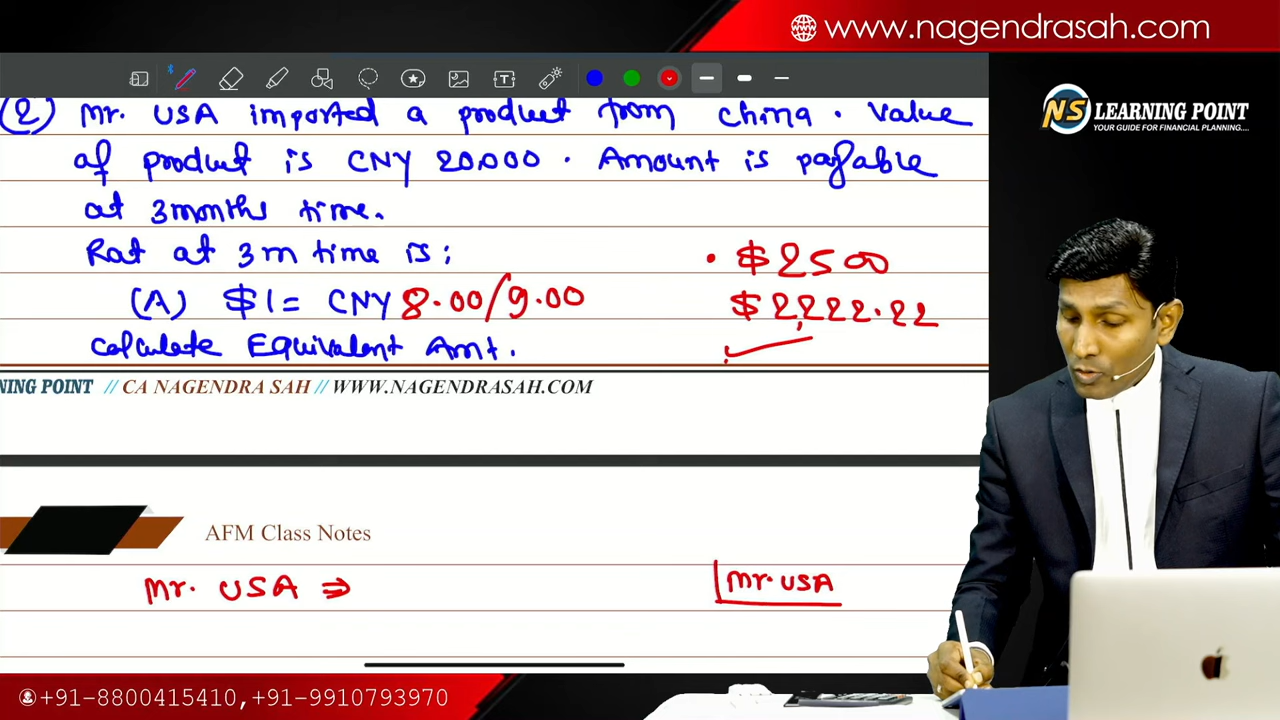 www.nagendrasah.com
NS LEARNING POINT
YOUR GUIDE FOR FINANCIAL PLANNING....
(2) Mr. USA imported a product from China. Value
of product is CNY 20,000. Amount is payable
at 3months time.
Rat at 3m time is:
(A) $1= CNY 8.00/9.00
Calculate Equivalent Amt.
. $2500
$2,222.22
NING POINT // CA NAGENDRA SAH // WWW.NAGENDRASAH.COM
AFM Class Notes
Mr. USA ⇒
Mr. USA
+91-8800415410,+91-9910793970